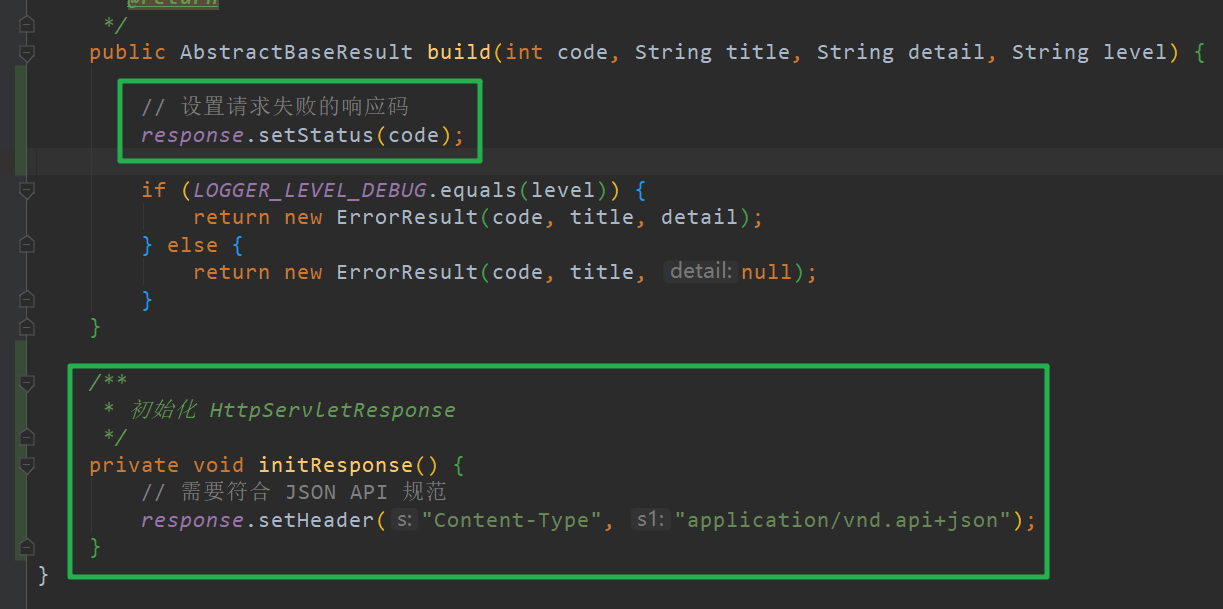 @return
*/
public AbstractBaseResult build(int code, String title, String detail, String level) {
// 设置请求失败的响应码
response.setStatus(code);
if (LOGGER_LEVEL_DEBUG.equals(level)) {
return new ErrorResult(code, title, detail);
} else {
return new ErrorResult(code, title, detail: null);
}
}
/**
* 初始化 HttpServletResponse
*/
private void initResponse() {
// 需要符合 JSON API 规范
response.setHeader( s: "Content-Type", s1: "application/vnd.api+json");
}
}